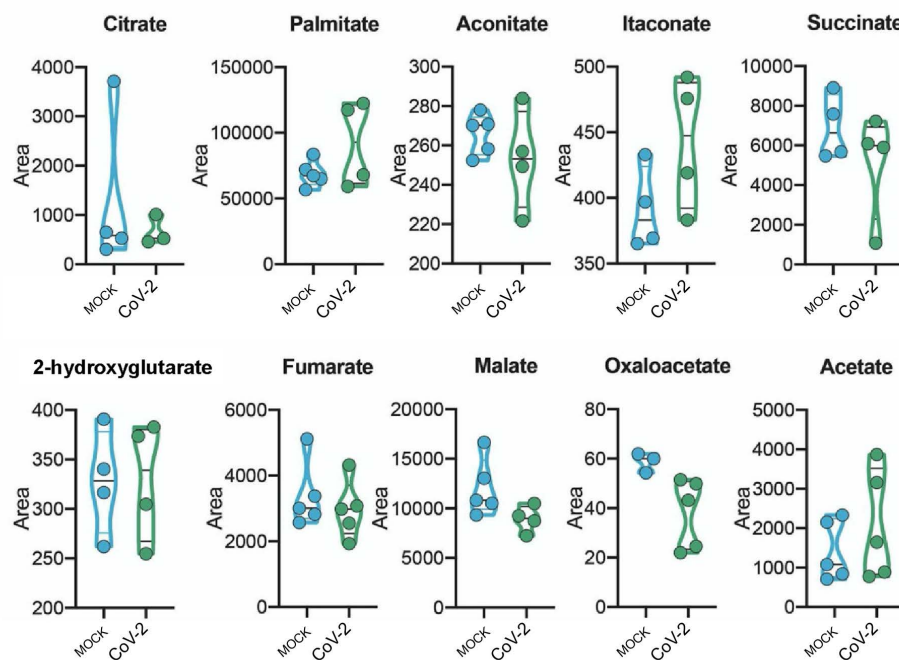 Citrate
Palmitate
Aconitate
Itaconate
Succinate
Area
4000
3000
2000
1000
0
MOCK
CoV-2
Area
150000
100000
50000
0
MOCK
CoV-2
Area
300
280
260
240
220
200
MOCK
CoV-2
Area
500
450
400
350
MOCK
CoV-2
Area
10000
8000
6000
4000
2000
0
MOCK
CoV-2
2-hydroxyglutarate
Fumarate
Malate
Oxaloacetate
Acetate
Area
400
350
300
250
200
MOCK
CoV-2
Area
6000
4000
2000
0
MOCK
CoV-2
Area
20000
15000
10000
5000
0
MOCK
CoV-2
Area
80
60
40
20
0
MOCK
CoV-2
Area
5000
4000
3000
2000
1000
0
MOCK
CoV-2